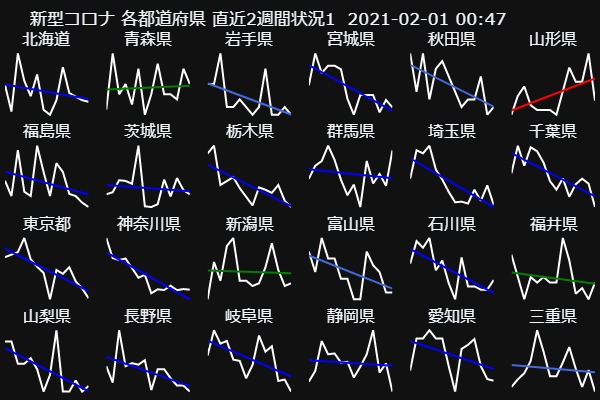 新型コロナ 各都道府県 直近2週間状況1 2021-02-01 00:47
北海道 青森県 岩手県 宮城県 秋田県 山形県
福島県 茨城県 栃木県 群馬県 埼玉県 千葉県
東京都 神奈川県 新潟県 富山県 石川県 福井県
山梨県 長野県 岐阜県 静岡県 愛知県 三重県